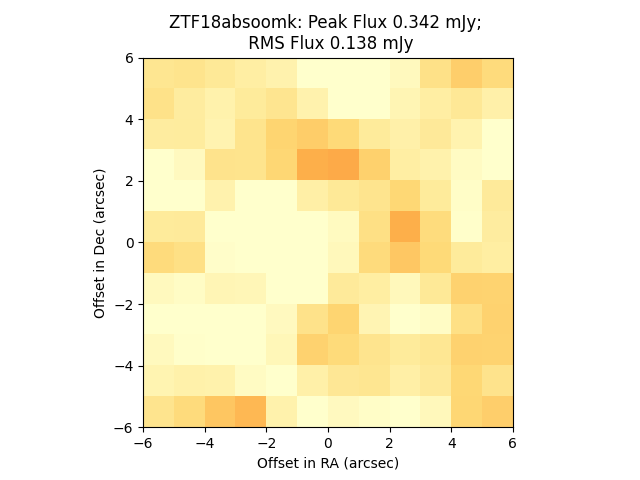 ZTF18absoomk: Peak Flux 0.342 mJy;
RMS Flux 0.138 mJy
6
4
2
0
−2
−4
−6
Offset in Dec (arcsec)
−6 −4 −2 0 2 4 6
Offset in RA (arcsec)